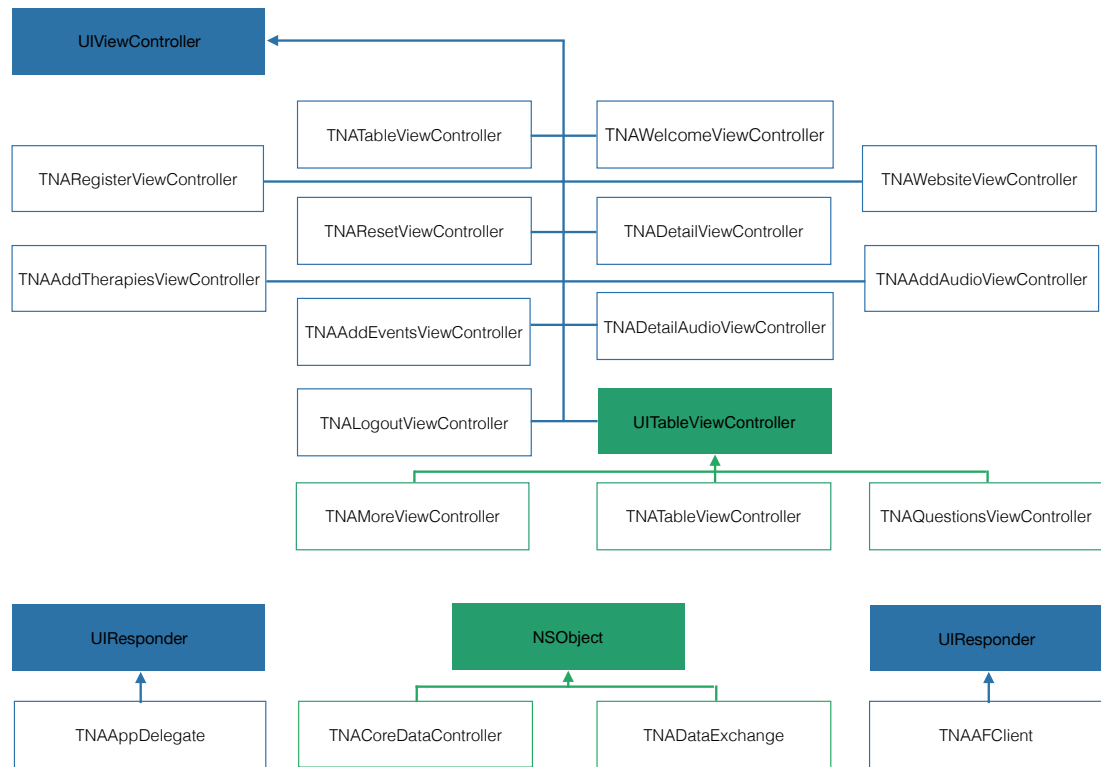 UIViewController
TNATableViewController
TNAWelcomeViewController
TNARegisterViewController
TNAWebsiteViewController
TNAResetViewController
TNADetailViewController
TNAAddTherapiesViewController
TNAAddAudioViewController
TNAAddEventsViewController
TNADetailAudioViewController
TNALogoutViewController
UITableViewController
TNAMoreViewController
TNATableViewController
TNAQuestionsViewController
UIResponder
NSObject
UIResponder
TNAAppDelegate
TNACoreDataController
TNADataExchange
TNAAFClient